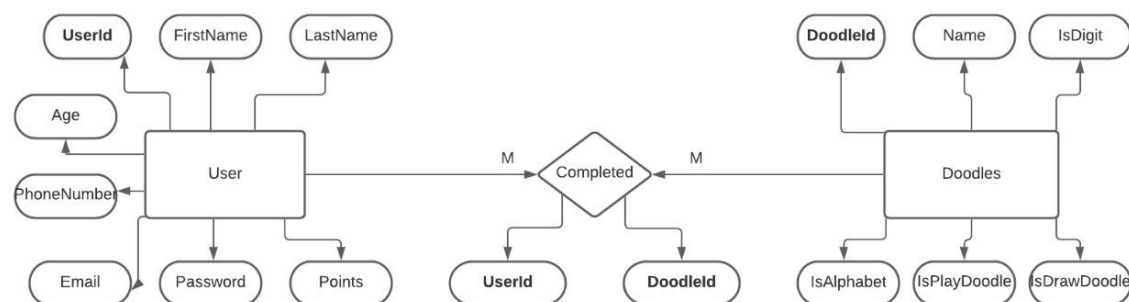 UserId
FirstName
LastName
DoodleId
Name
IsDigit
Age
User
M
Completed
M
Doodles
PhoneNumber
Email
Password
Points
UserId
DoodleId
IsAlphabet
IsPlayDoodle
IsDrawDoodle